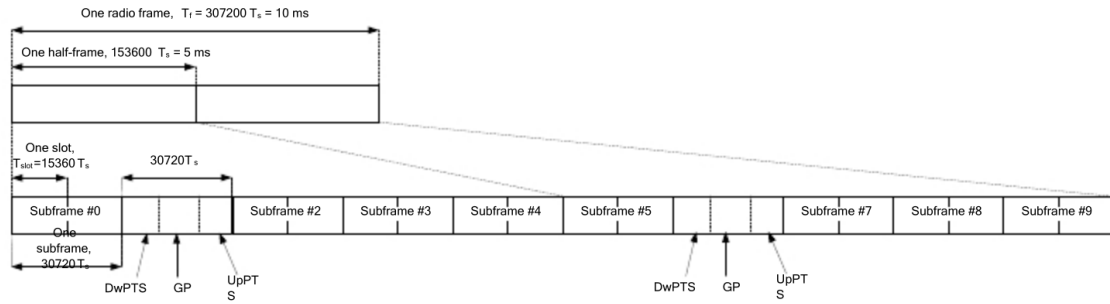 One radio frame, Tf = 307200 Ts = 10 ms
One half-frame, 153600 Ts = 5 ms
One slot,
Tslot=15360 Ts
30720Ts
Subframe #0
Subframe #2
Subframe #3
Subframe #4
Subframe #5
Subframe #7
Subframe #8
Subframe #9
One
subframe,
30720Ts
DwPTS
GP
UpPT
S
DwPTS
GP
UpPT
S